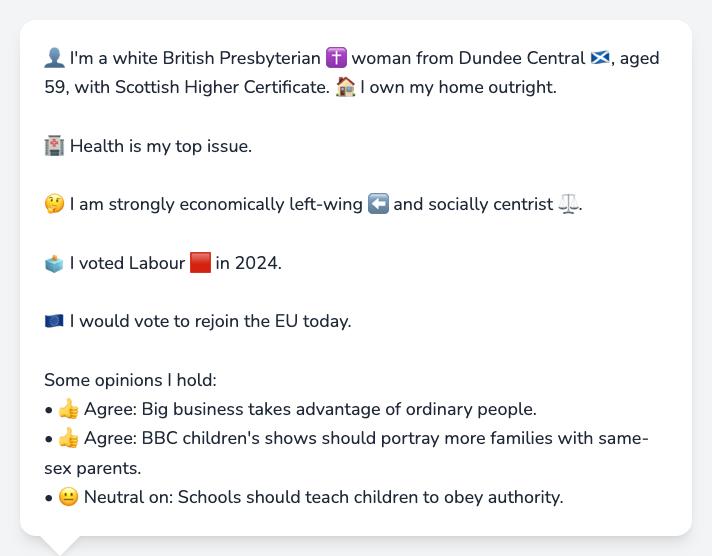 👤 I'm a white British Presbyterian ✝️ woman from Dundee Central 🏴󠁧󠁢󠁳󠁣󠁴󠁿, aged
59, with Scottish Higher Certificate. 🏠 I own my home outright.
🏥 Health is my top issue.
🤔 I am strongly economically left-wing ⬅️ and socially centrist ⚖️.
🗳️ I voted Labour 🟥 in 2024.
🇪🇺 I would vote to rejoin the EU today.
Some opinions I hold:
• 👍 Agree: Big business takes advantage of ordinary people.
• 👍 Agree: BBC children's shows should portray more families with same-
sex parents.
• 😐 Neutral on: Schools should teach children to obey authority.